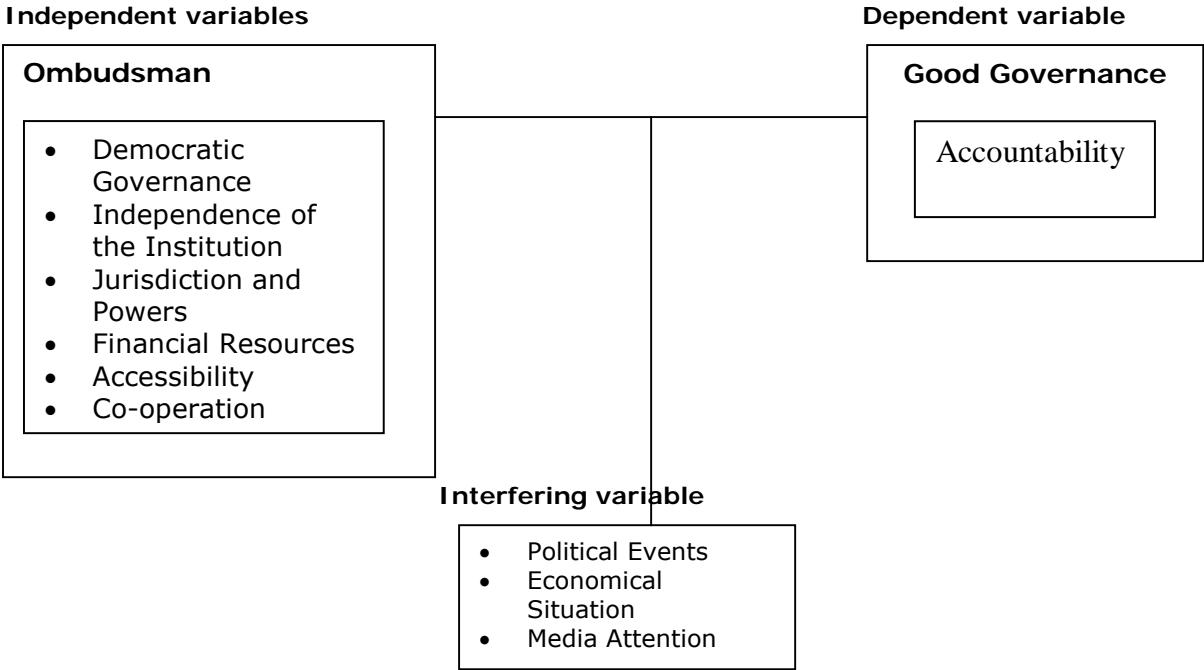 Independent variables
Ombudsman
• Democratic
Governance
• Independence of
the Institution
• Jurisdiction and
Powers
• Financial Resources
• Accessibility
• Co-operation
Dependent variable
Good Governance
Accountability
Interfering variable
• Political Events
• Economical
Situation
• Media Attention